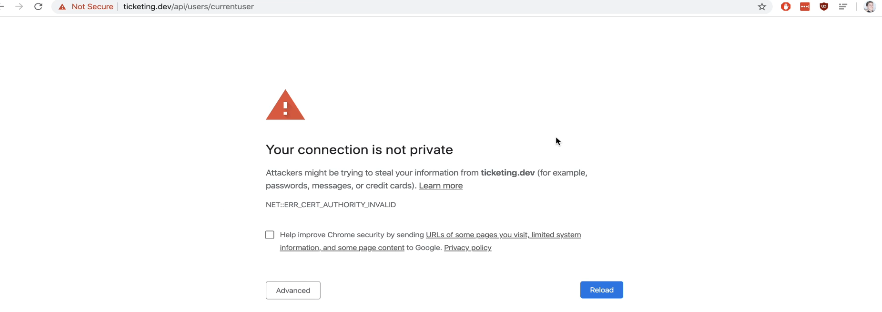 Not Secure ticketing.dev/api/users/currentuser
Your connection is not private
Attackers might be trying to steal your information from ticketing.dev (for example,
passwords, messages, or credit cards). Learn more
NET::ERR_CERT_AUTHORITY_INVALID
Help improve Chrome security by sending URLs of some pages you visit, limited system
information, and some page content to Google. Privacy policy
Advanced
Reload